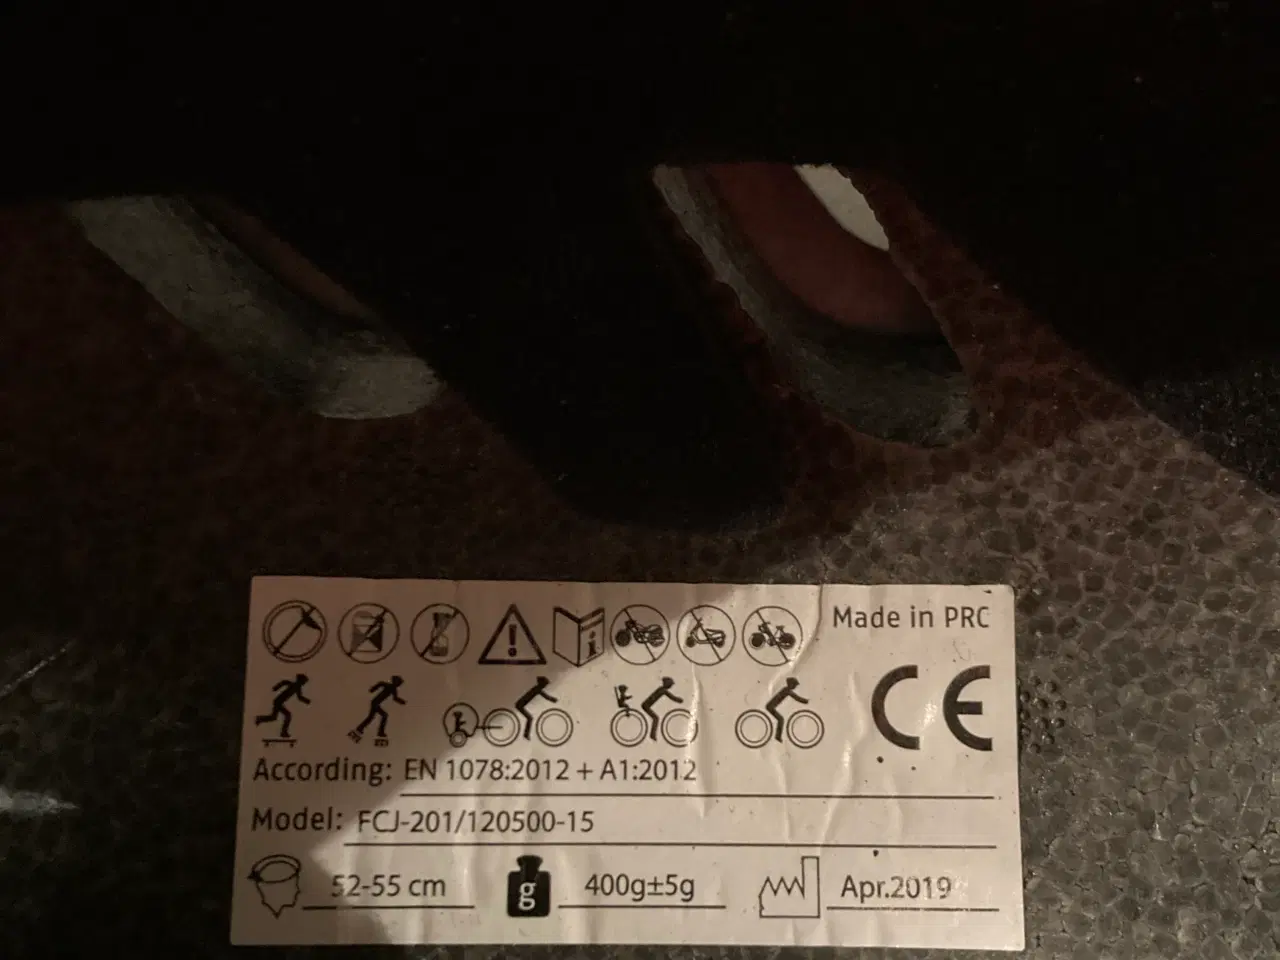 Made in PRC
CE
According: EN 1078:2012 + A1:2012
Model: FCJ-201/120500-15
52-55 cm g 400g±5g Apr.2019